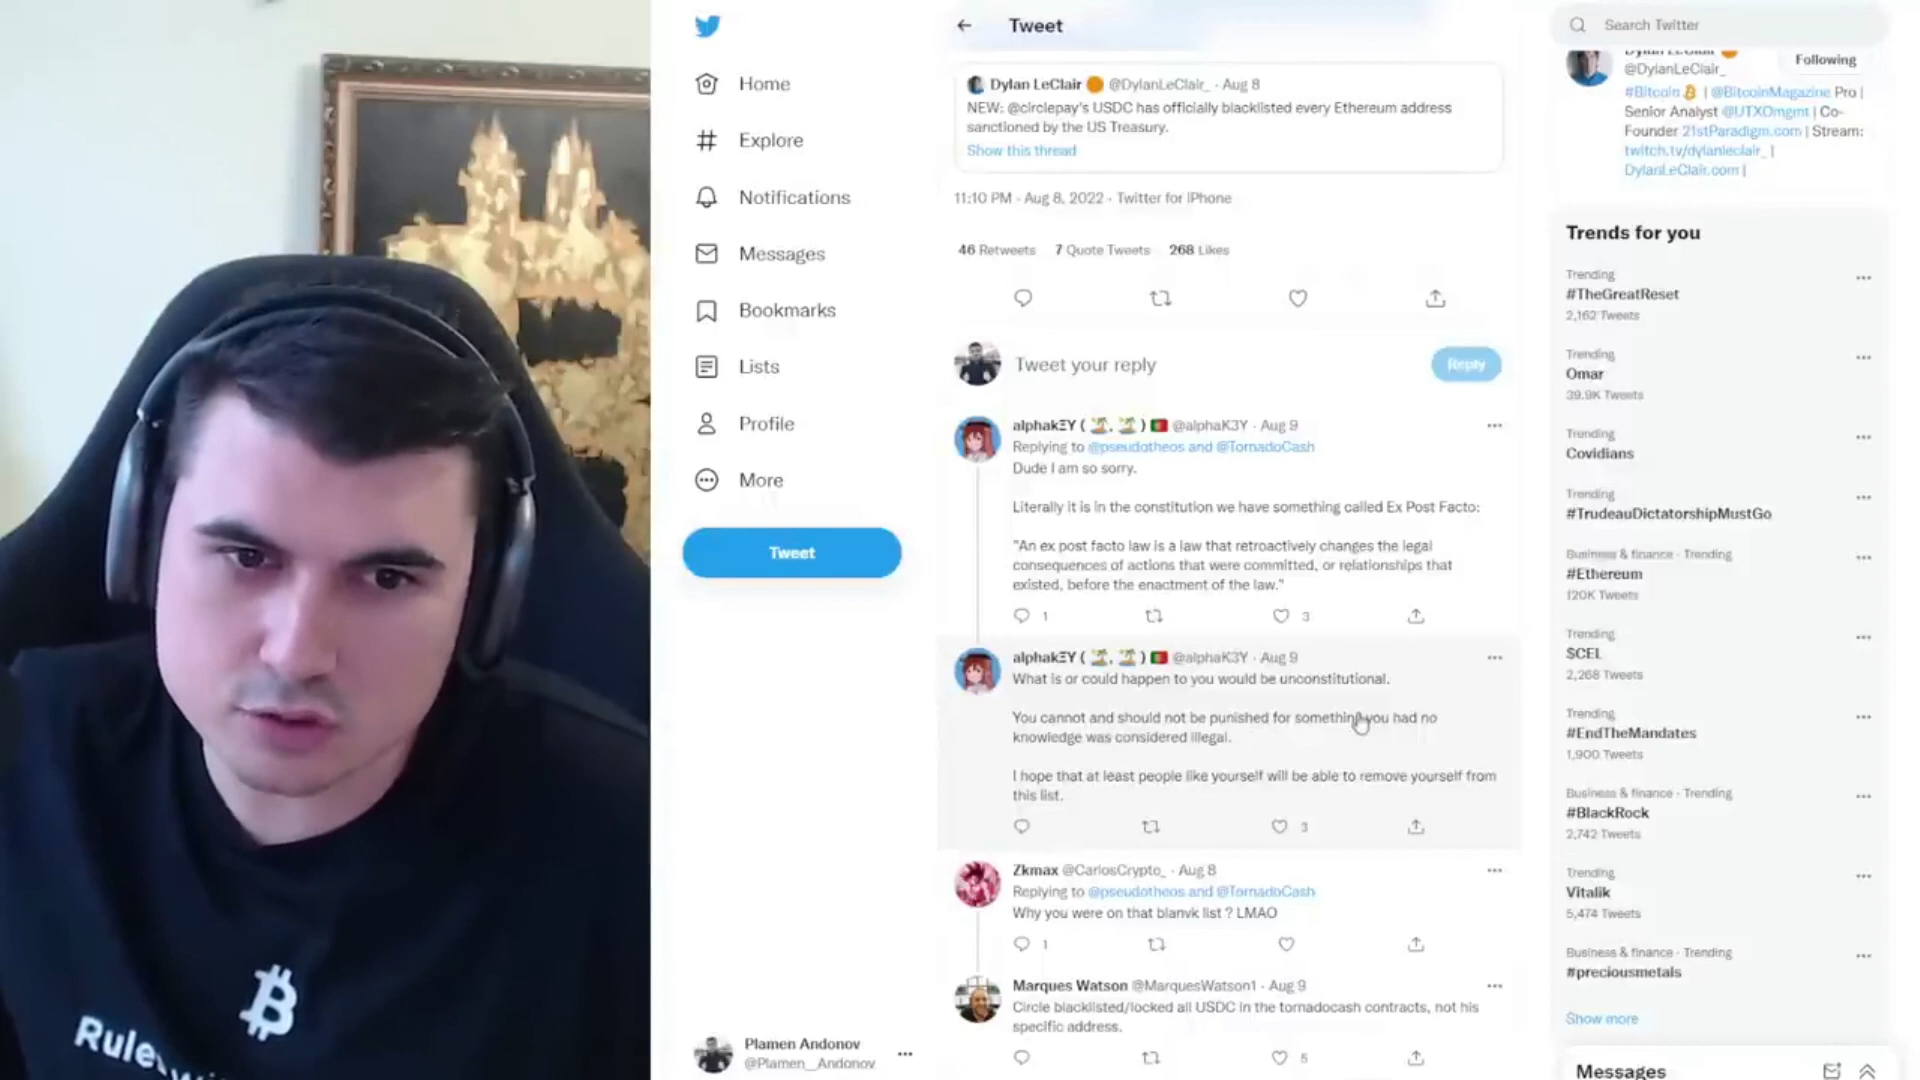 Tweet
Search Twitter
Dylan LeClair @DylanLeClair_ · Aug 8
NEW: @circlepay's USDC has officially blacklisted every Ethereum address
sanctioned by the US Treasury.
Show this thread
11:10 PM · Aug 8, 2022 · Twitter for iPhone
46 Retweets 7 Quote Tweets 268 Likes
Tweet your reply
Reply
alphakΞY ( 🏝️, 🏝️ ) 🇵🇹 @alphaK3Y · Aug 9
Replying to @pseudotheos and @TornadoCash
Dude I am so sorry.
Literally it is in the constitution we have something called Ex Post Facto:
"An ex post facto law is a law that retroactively changes the legal
consequences of actions that were committed, or relationships that
existed, before the enactment of the law."
1 3
alphakΞY ( 🏝️, 🏝️ ) 🇵🇹 @alphaK3Y · Aug 9
What is or could happen to you would be unconstitutional.
You cannot and should not be punished for something you had no
knowledge was considered illegal.
I hope that at least people like yourself will be able to remove yourself from
this list.
3
Zkmax @CarlosCrypto_ · Aug 8
Replying to @pseudotheos and @TornadoCash
Why you were on that blanvk list ? LMAO
1
Marques Watson @MarquesWatson1 · Aug 9
Circle blacklisted/locked all USDC in the tornadocash contracts, not his
specific address.
5
Home
Explore
Notifications
Messages
Bookmarks
Lists
Profile
More
Tweet
Plamen Andonov
@Plamen__Andonov
Dylan LeClair
@DylanLeClair_
Following
#Bitcoin | @BitcoinMagazine Pro |
Senior Analyst @UTXOmgmt | Co-
Founder 21stParadigm.com | Stream:
twitch.tv/dylanleclair_ |
DylanLeClair.com |
Trends for you
Trending
#TheGreatReset
2,162 Tweets
Trending
Omar
39.9K Tweets
Trending
Covidians
Trending
#TrudeauDictatorshipMustGo
Business & finance · Trending
#Ethereum
120K Tweets
Trending
$CEL
2,268 Tweets
Trending
#EndTheMandates
1,900 Tweets
Business & finance · Trending
#BlackRock
2,742 Tweets
Trending
Vitalik
5,474 Tweets
Business & finance · Trending
#preciousmetals
Show more
Messages